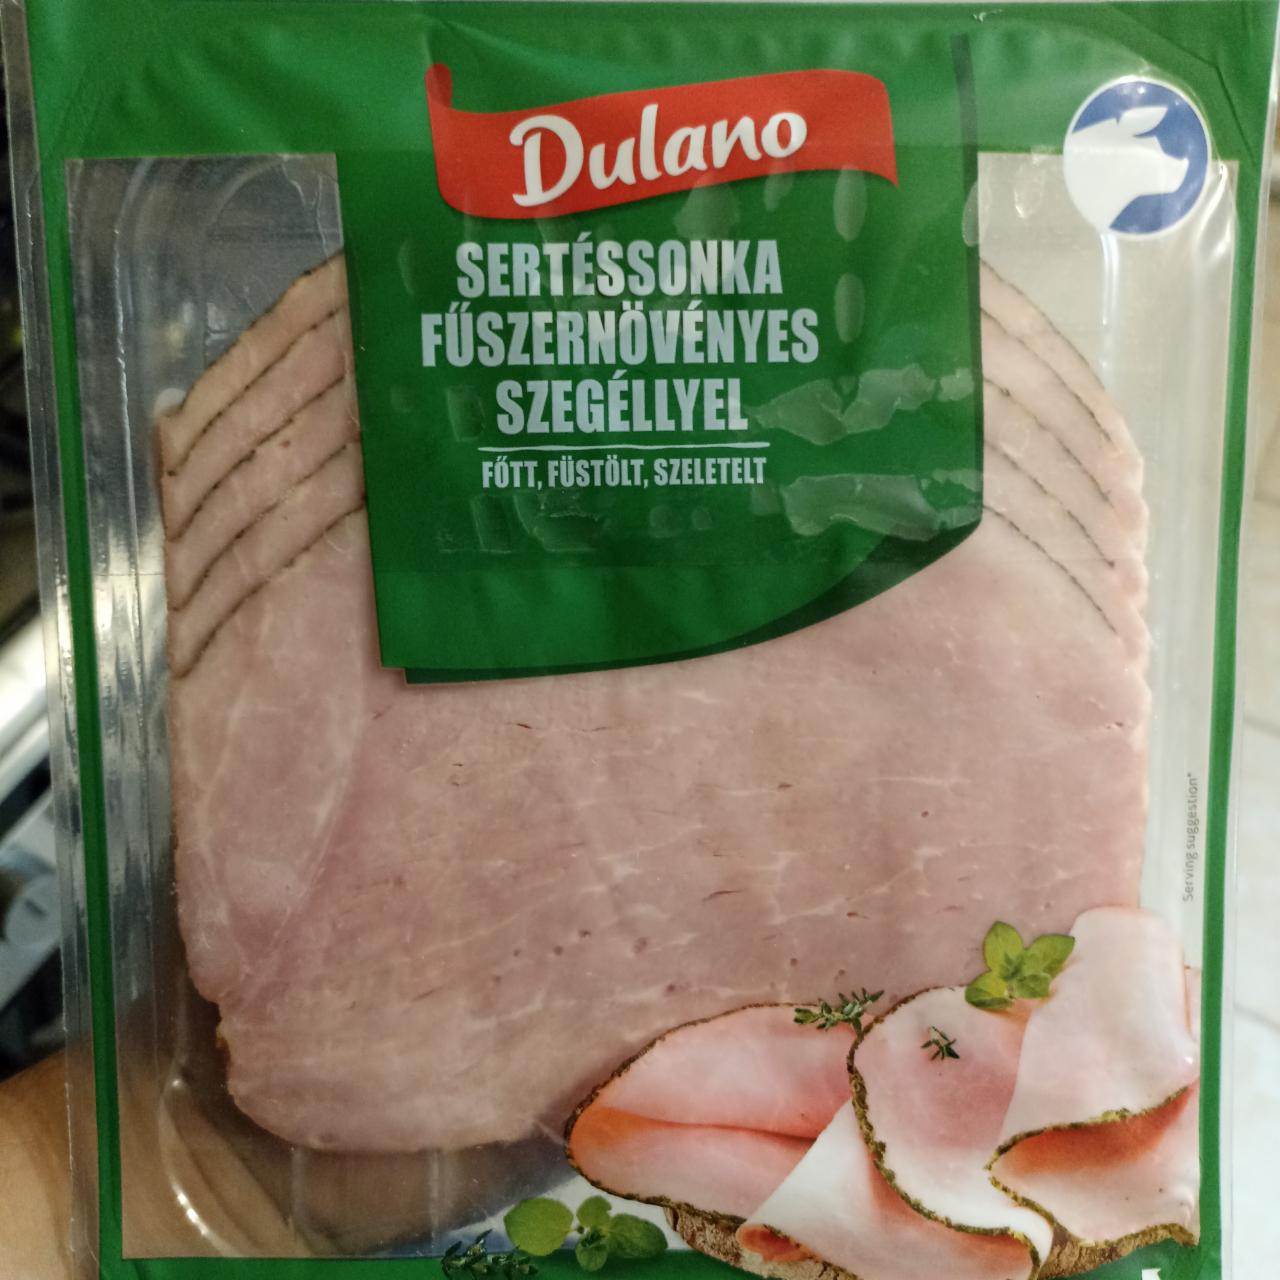 Dulano
SERTÉSSONKA
FŰSZERNÖVÉNYES
SZEGÉLLYEL
FŐTT, FÜSTÖLT, SZELETELT
Serving suggestion*